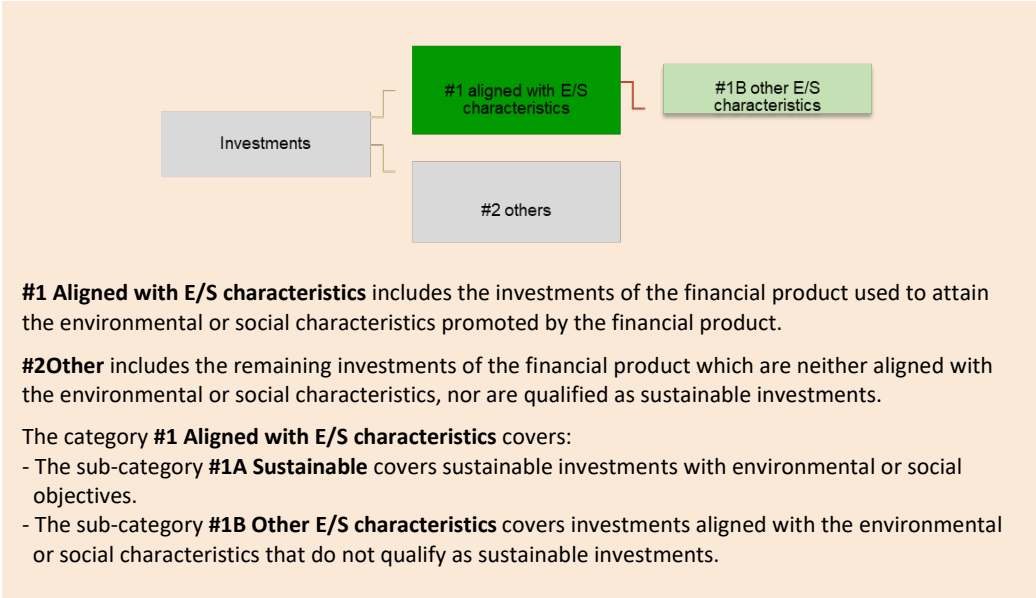 #1 aligned with E/S
characteristics
#1B other E/S
characteristics
Investments
#2 others
#1 Aligned with E/S characteristics includes the investments of the financial product used to attain
the environmental or social characteristics promoted by the financial product.
#2Other includes the remaining investments of the financial product which are neither aligned with
the environmental or social characteristics, nor are qualified as sustainable investments.
The category #1 Aligned with E/S characteristics covers:
- The sub-category #1A Sustainable covers sustainable investments with environmental or social
objectives.
- The sub-category #1B Other E/S characteristics covers investments aligned with the environmental
or social characteristics that do not qualify as sustainable investments.